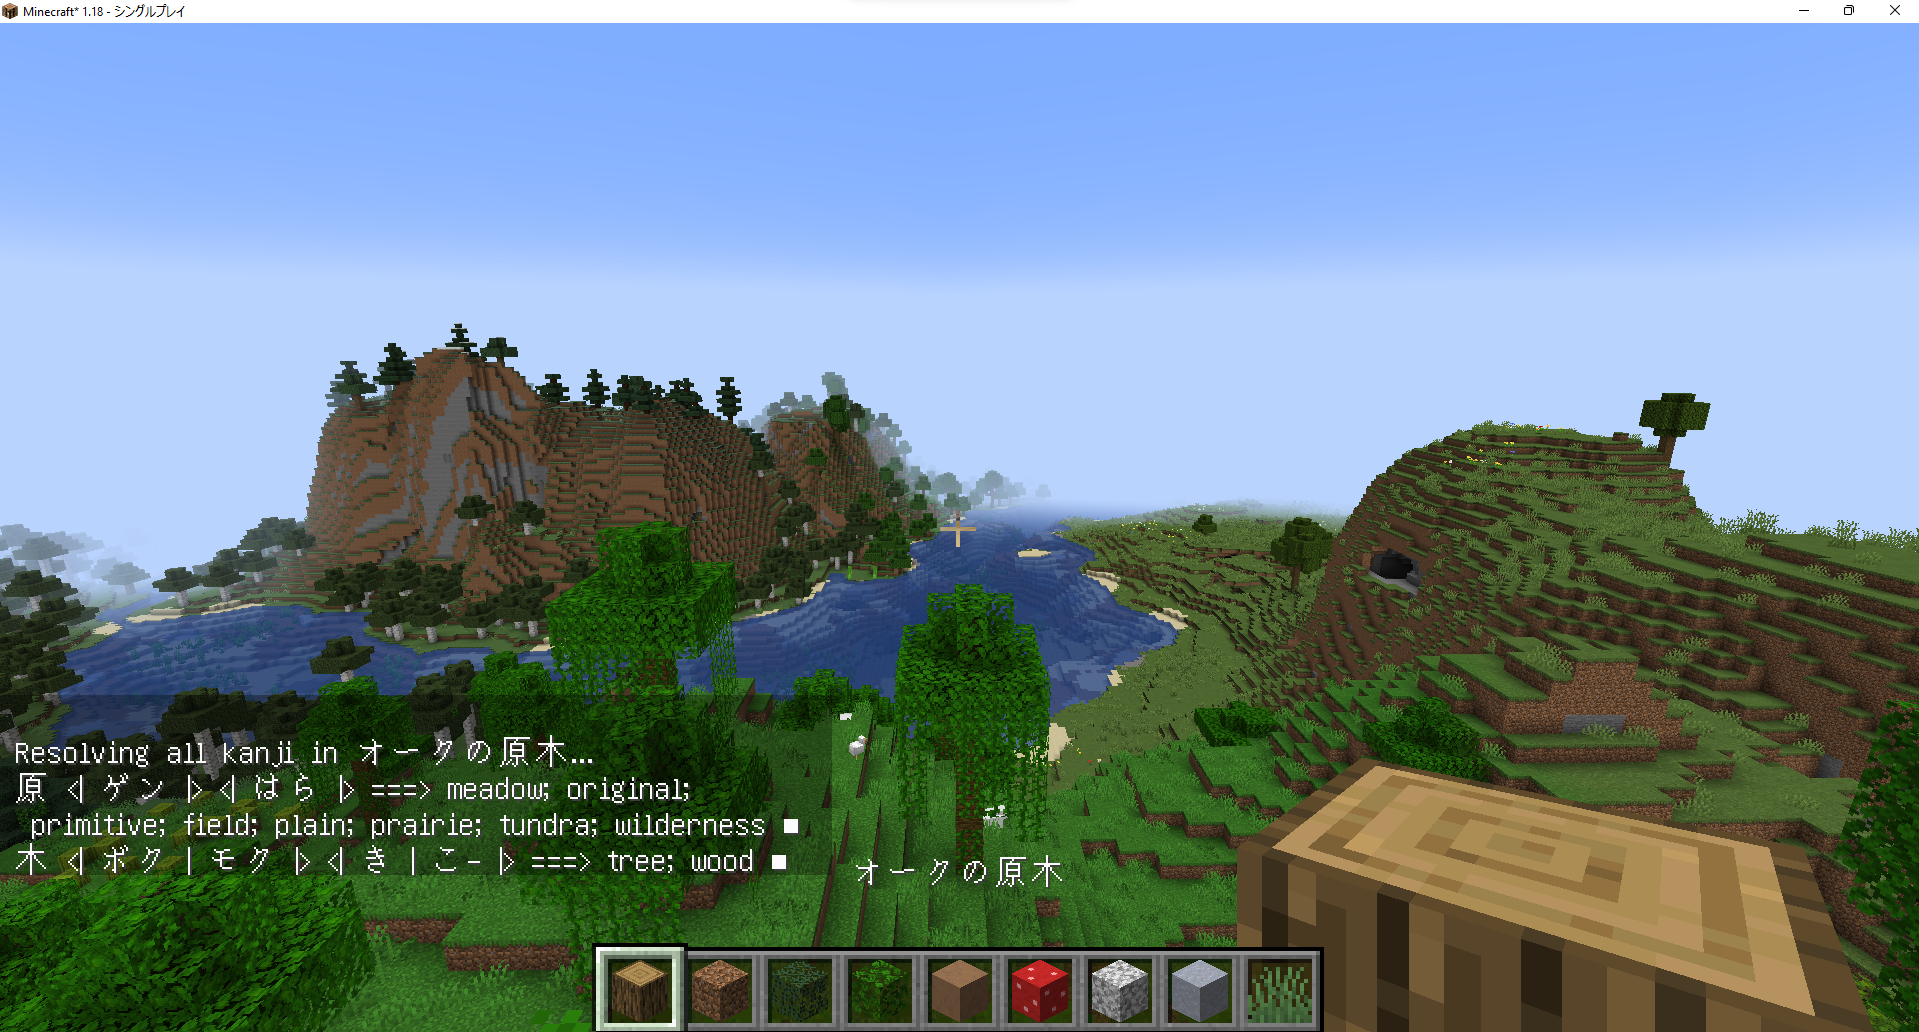 Minecraft* 1.18 - シングルプレイ
Resolving all kanji in オークの原木...
原 <| ゲン |> <| はら |> ===> meadow; original;
primitive; field; plain; prairie; tundra; wilderness ■
木 <| ボク | モク |> <| き | こ- |> ===> tree; wood ■
オークの原木